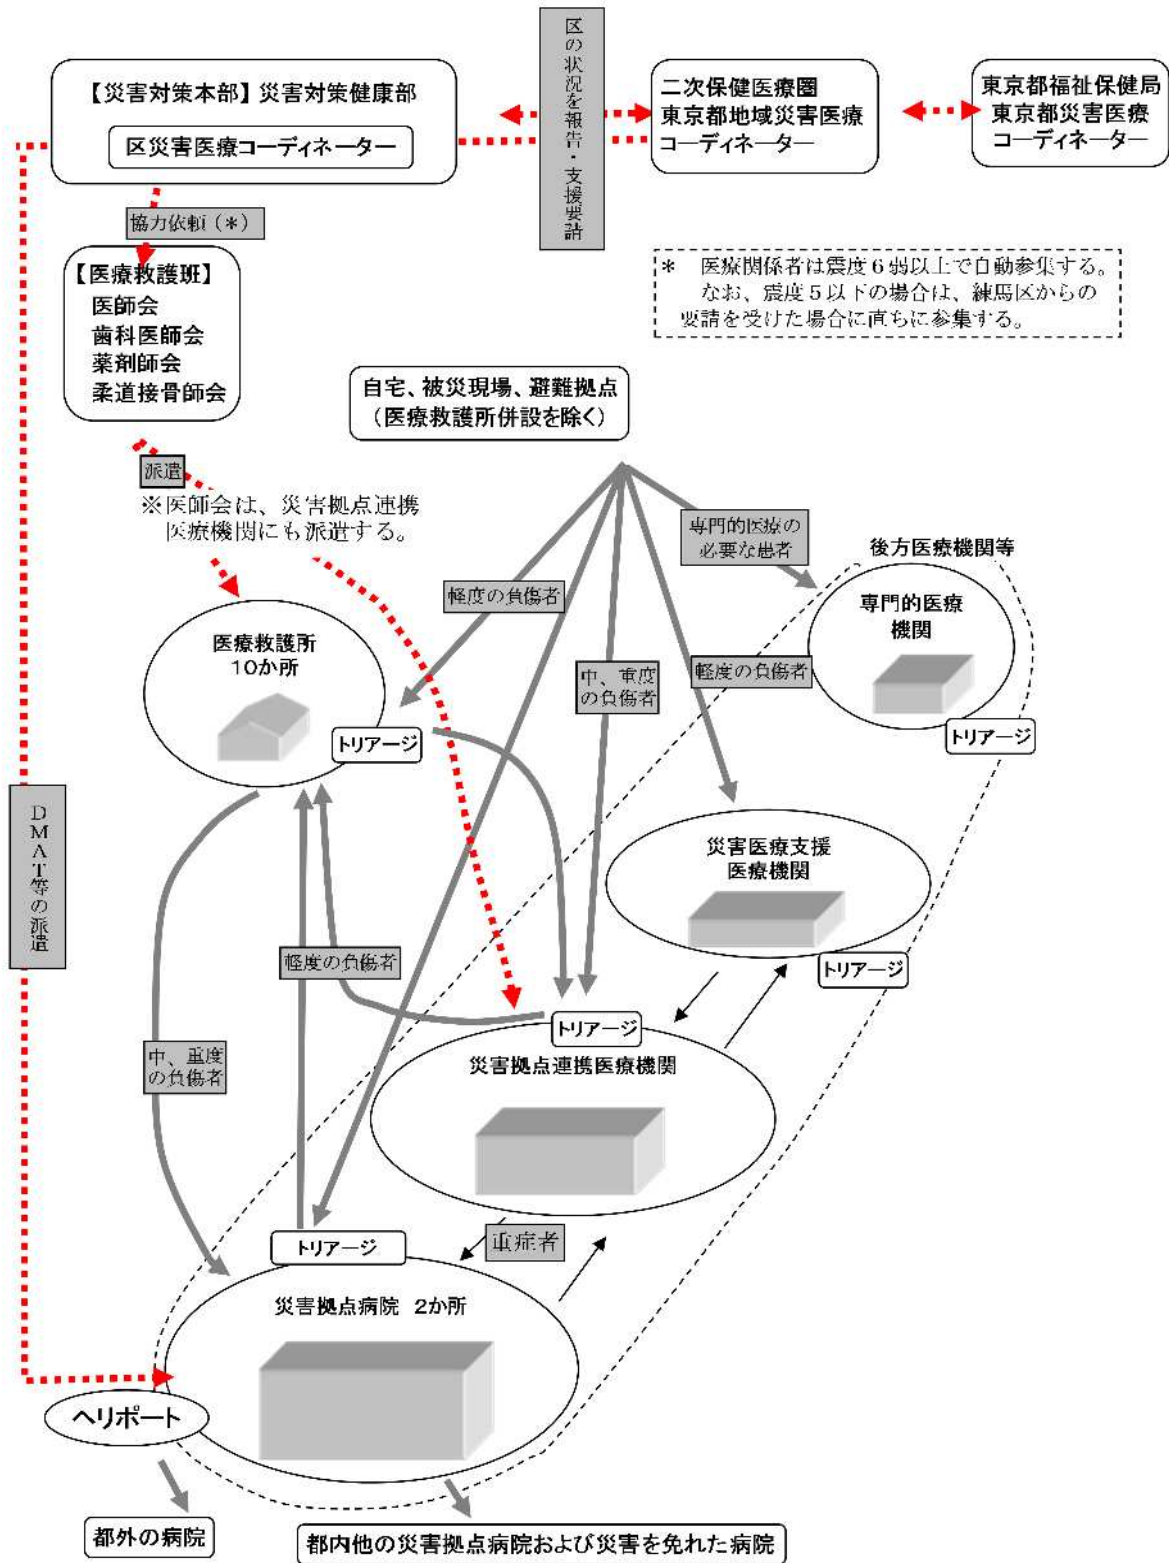 区の状況を報告・支援要請
【災害対策本部】災害対策健康部
区災害医療コーディネーター
二次保健医療圏
東京都地域災害医療
コーディネーター
東京都福祉保健局
東京都災害医療
コーディネーター
協力依頼(*)
【医療救護班】
医師会
歯科医師会
薬剤師会
柔道接骨師会
* 医療関係者は震度6弱以上で自動参集する。
なお、震度5以下の場合は、練馬区からの
要請を受けた場合に直ちに参集する。
自宅、被災現場、避難拠点
(医療救護所併設を除く)
派遣
※医師会は、災害拠点連携
医療機関にも派遣する。
専門的医療の
必要な患者
後方医療機関等
軽度の負傷者
専門的医療
機関
医療救護所
10か所
中、重度
の負傷者
軽度の負傷者
トリアージ
トリアージ
DMAT等の派遣
災害医療支援
医療機関
軽度の負傷者
トリアージ
トリアージ
中、重度
の負傷者
災害拠点連携医療機関
トリアージ
重症者
災害拠点病院 2か所
ヘリポート
都外の病院
都内他の災害拠点病院および災害を免れた病院